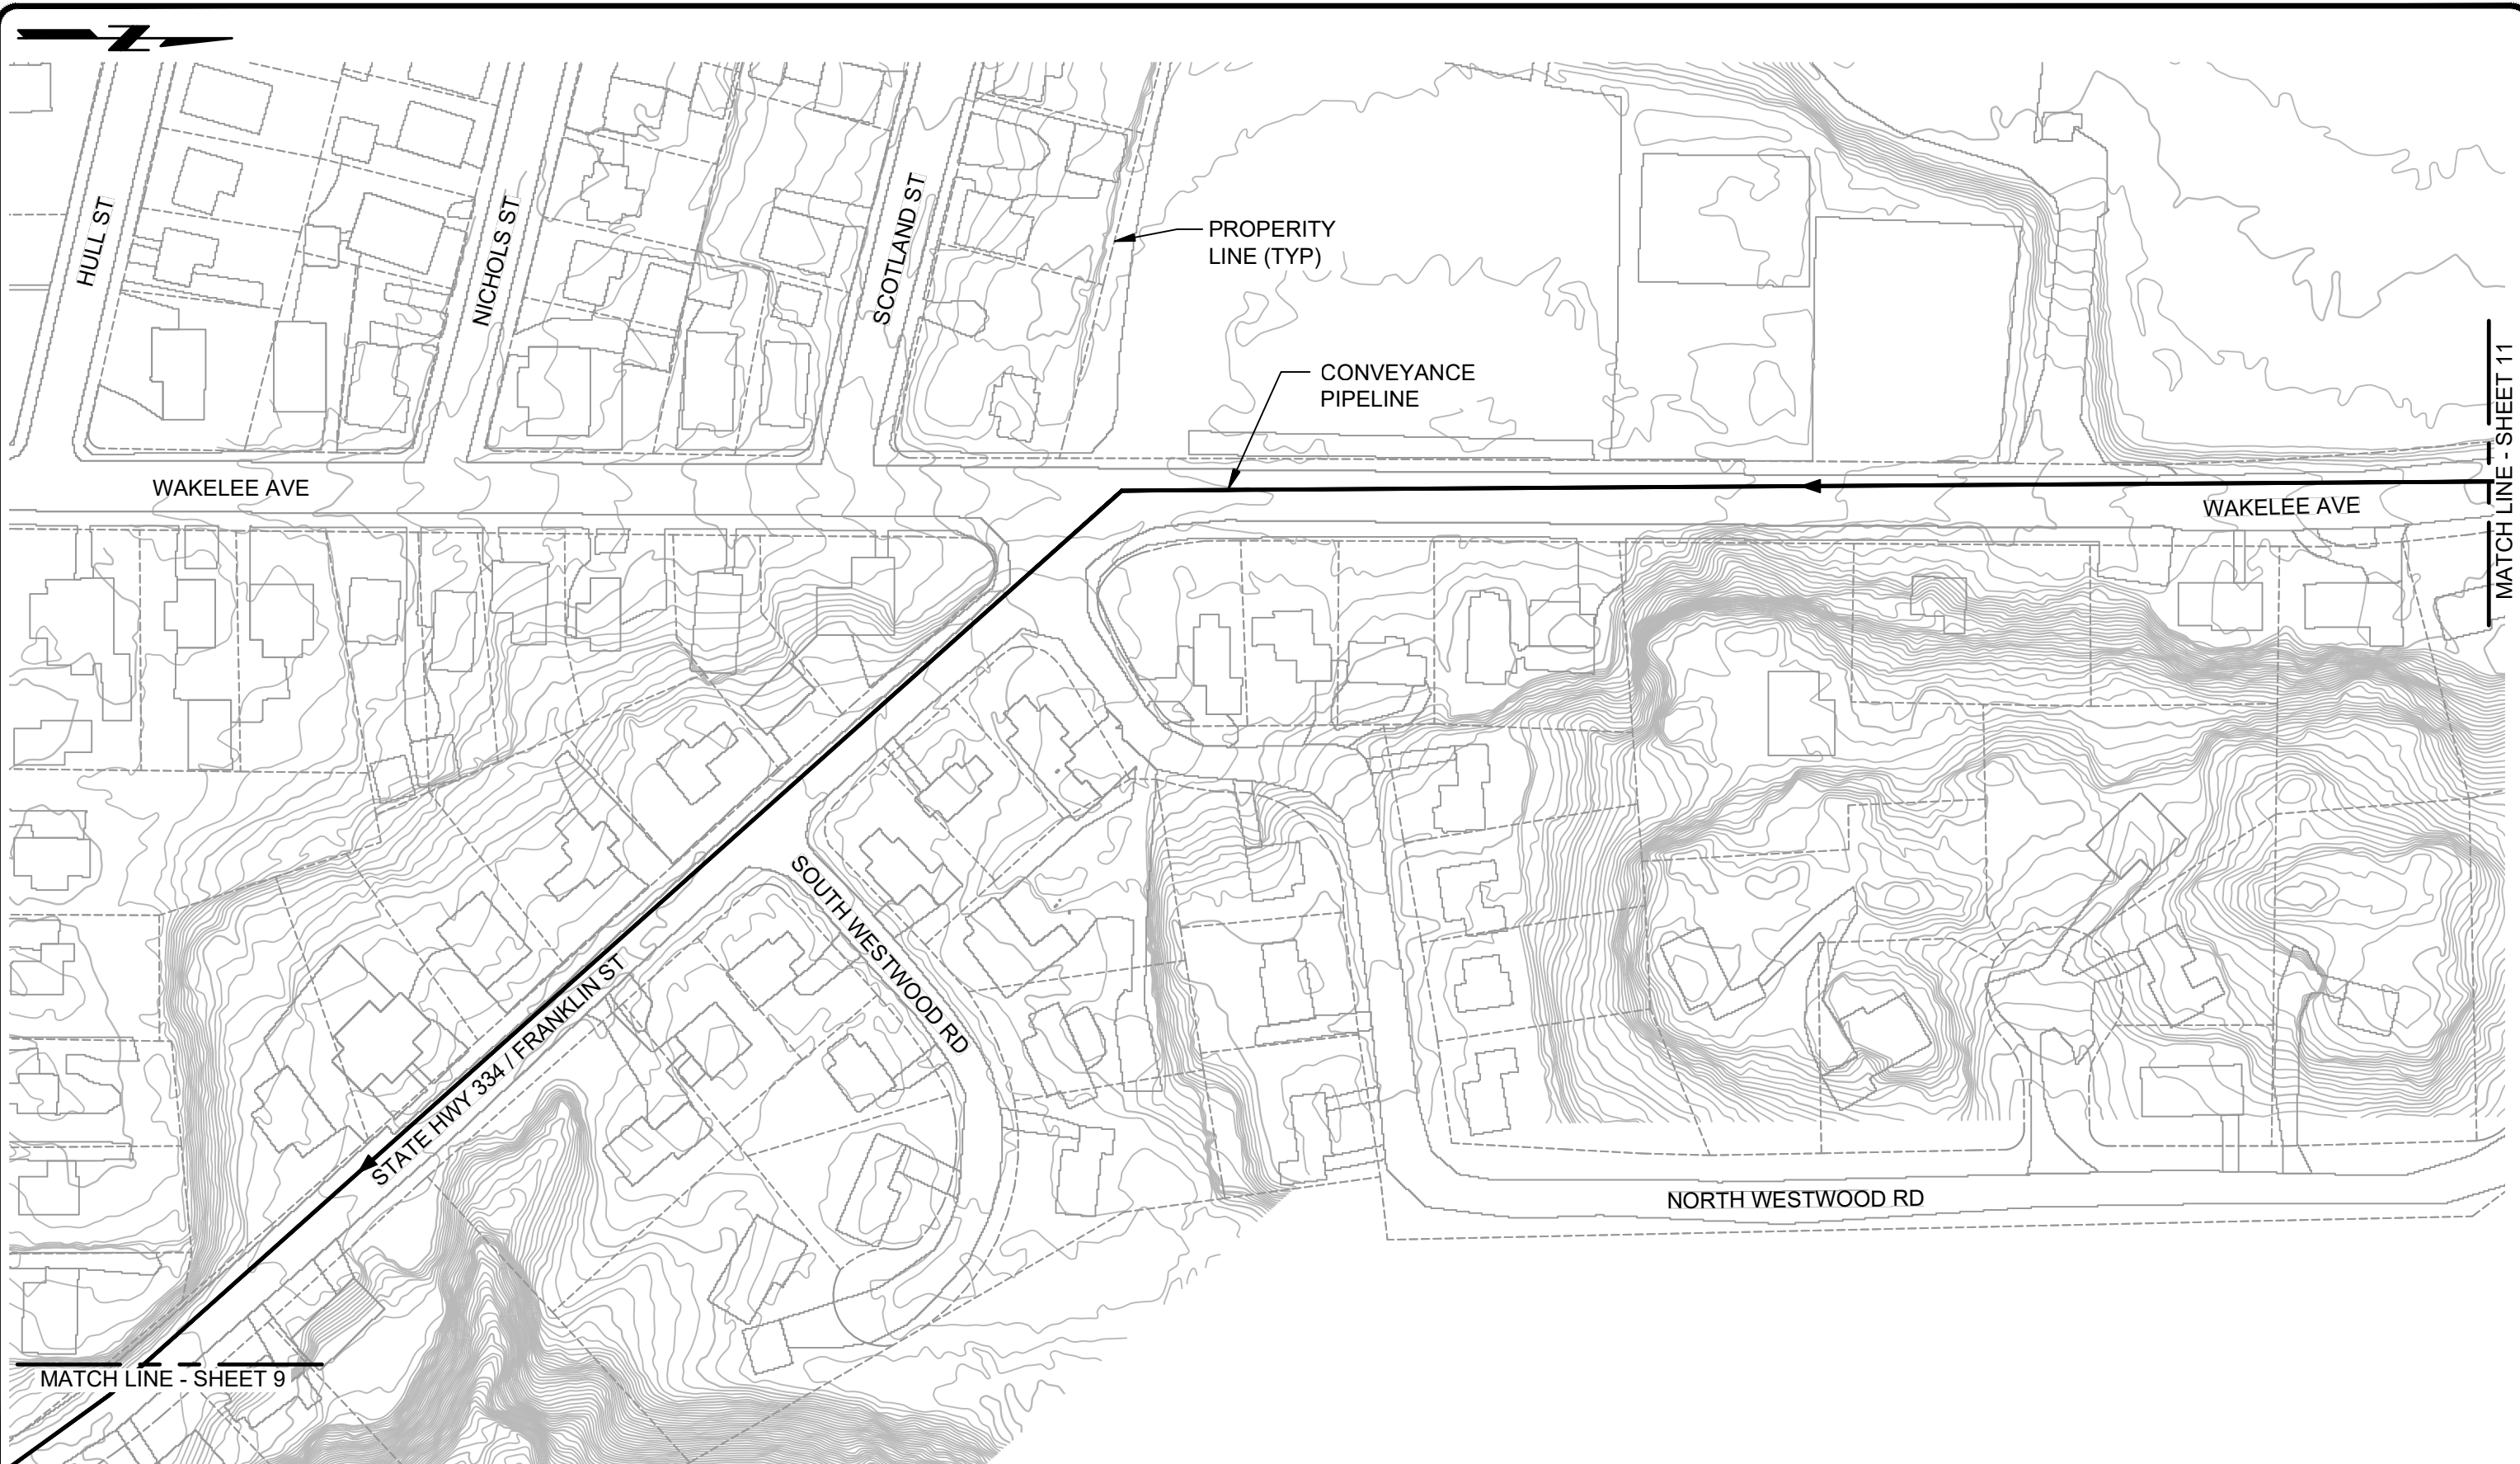 Z
HULL ST
NICHOLS ST
SCOTLAND ST
PROPERITY
LINE (TYP)
CONVEYANCE
PIPELINE
MATCH LINE - SHEET 11
WAKELEE AVE
WAKELEE AVE
SOUTH WESTWOOD RD
STATE HWY 334 / FRANKLIN ST
NORTH WESTWOOD RD
MATCH LINE - SHEET 9